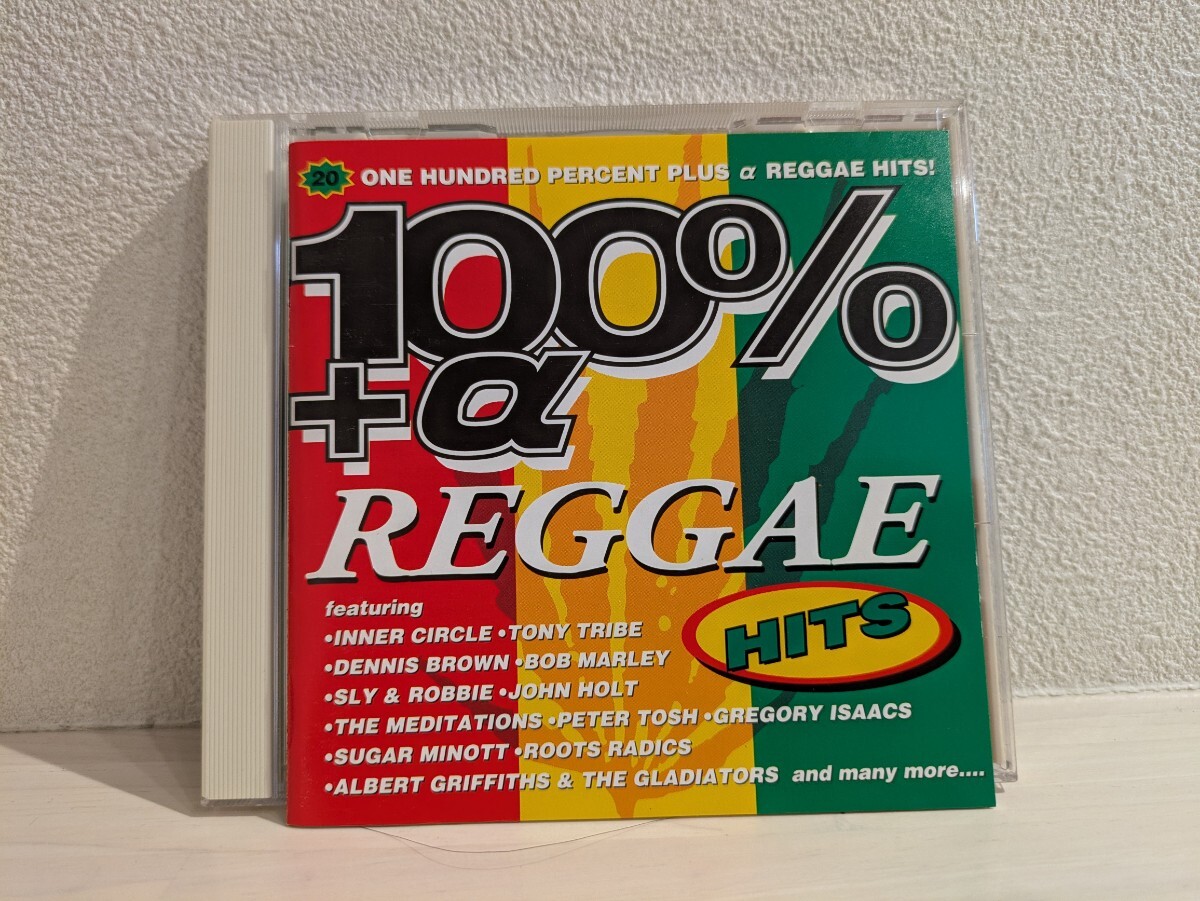 20 ONE HUNDRED PERCENT PLUS α REGGAE HITS!
100%
+α
REGGAE
HITS
featuring
•INNER CIRCLE •TONY TRIBE
•DENNIS BROWN •BOB MARLEY
•SLY & ROBBIE •JOHN HOLT
•THE MEDITATIONS •PETER TOSH •GREGORY ISAACS
•SUGAR MINOTT •ROOTS RADICS
•ALBERT GRIFFITHS & THE GLADIATORS and many more....